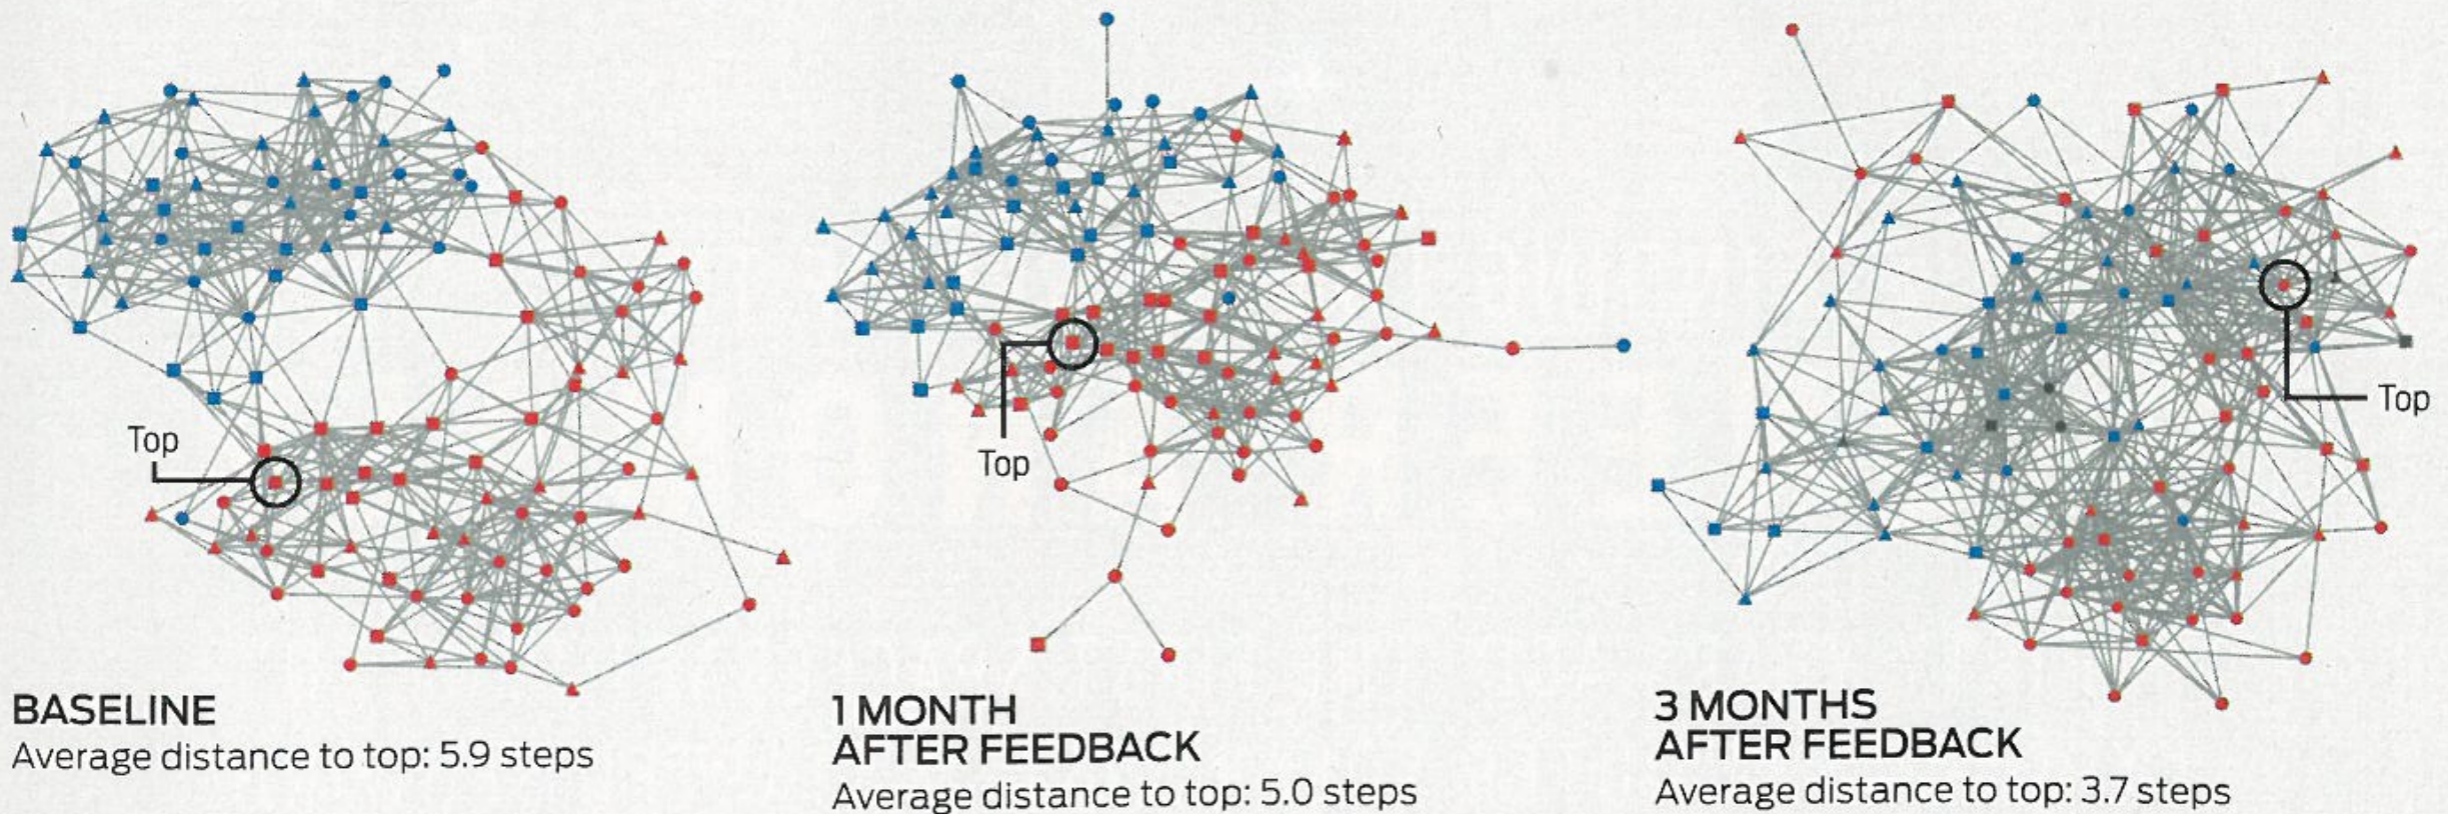 Top
BASELINE
Average distance to top: 5.9 steps
Top
1 MONTH
AFTER FEEDBACK
Average distance to top: 5.0 steps
Top
3 MONTHS
AFTER FEEDBACK
Average distance to top: 3.7 steps